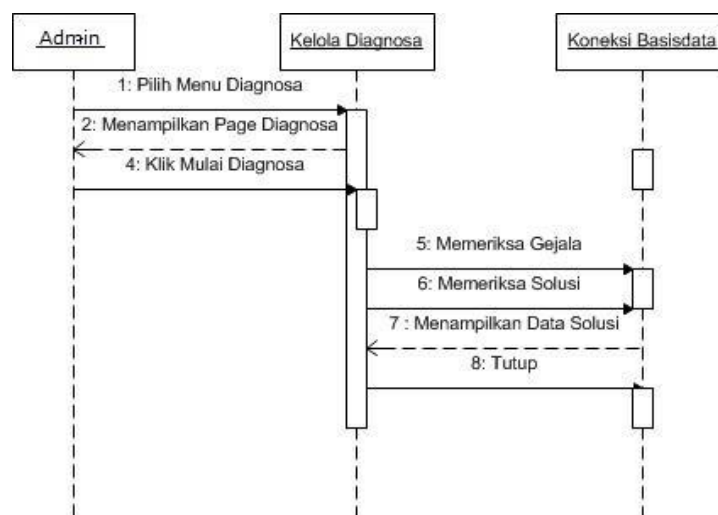 Admin
Kelola Diagnosa
Koneksi Basisdata
1: Pilih Menu Diagnosa
2: Menampilkan Page Diagnosa
4: Klik Mulai Diagnosa
5: Memeriksa Gejala
6: Memeriksa Solusi
7 : Menampilkan Data Solusi
8: Tutup